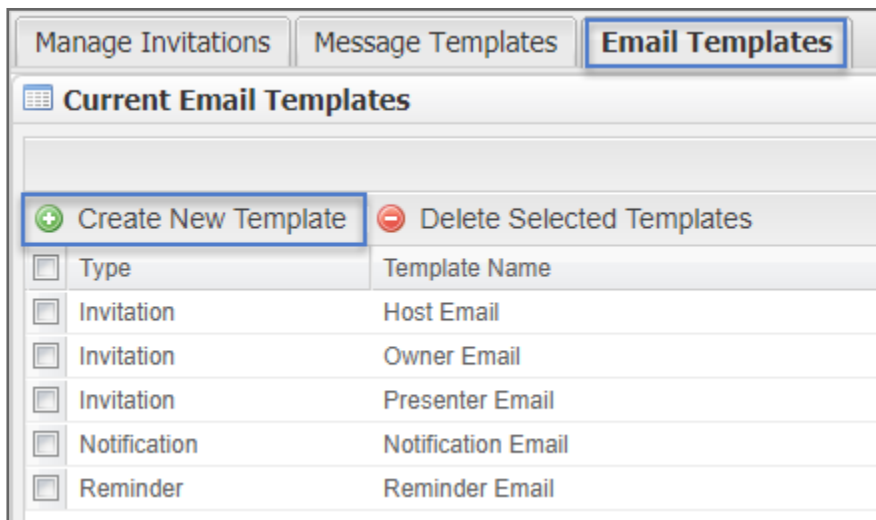 Manage Invitations Message Templates Email Templates
Current Email Templates
Create New Template Delete Selected Templates
Type Template Name
Invitation Host Email
Invitation Owner Email
Invitation Presenter Email
Notification Notification Email
Reminder Reminder Email